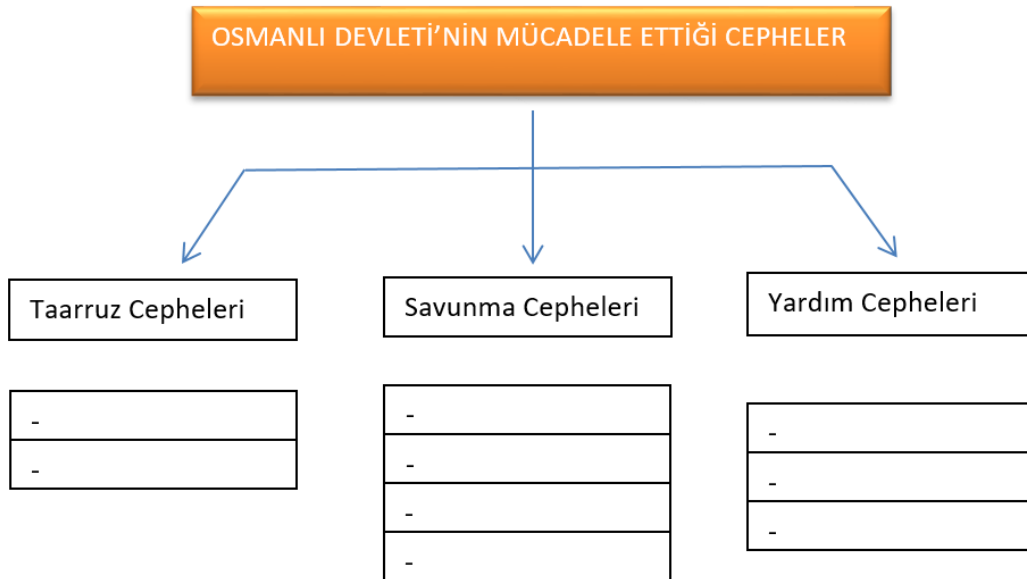 OSMANLI DEVLETİ’NİN MÜCADELE ETTİĞİ CEPHELER
Taarruz Cepheleri
Savunma Cepheleri
Yardım Cepheleri
-
-
-
-
-
-
-
-
-